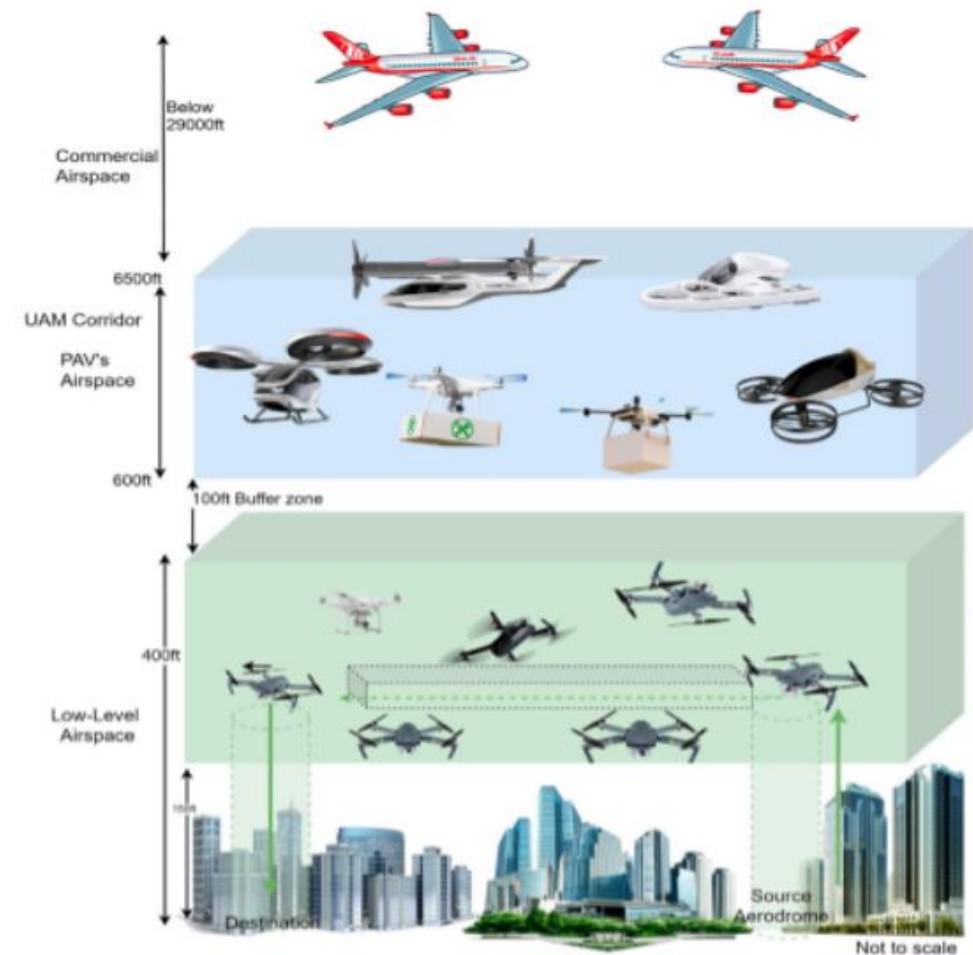 Below
29000ft
Commercial
Airspace
6500ft
UAM Corridor
PAV's
Airspace
600ft
100ft Buffer zone
400ft
Low-Level
Airspace
Destination
Source
Aerodrome
Not to scale